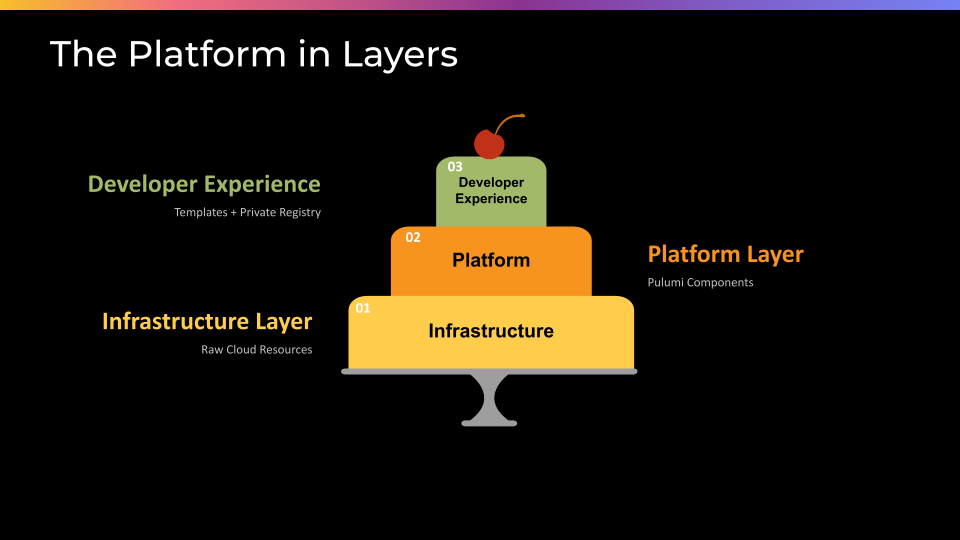 The Platform in Layers
03
Developer
Experience
Developer Experience
Templates + Private Registry
02
Platform
Platform Layer
Pulumi Components
01
Infrastructure
Infrastructure Layer
Raw Cloud Resources